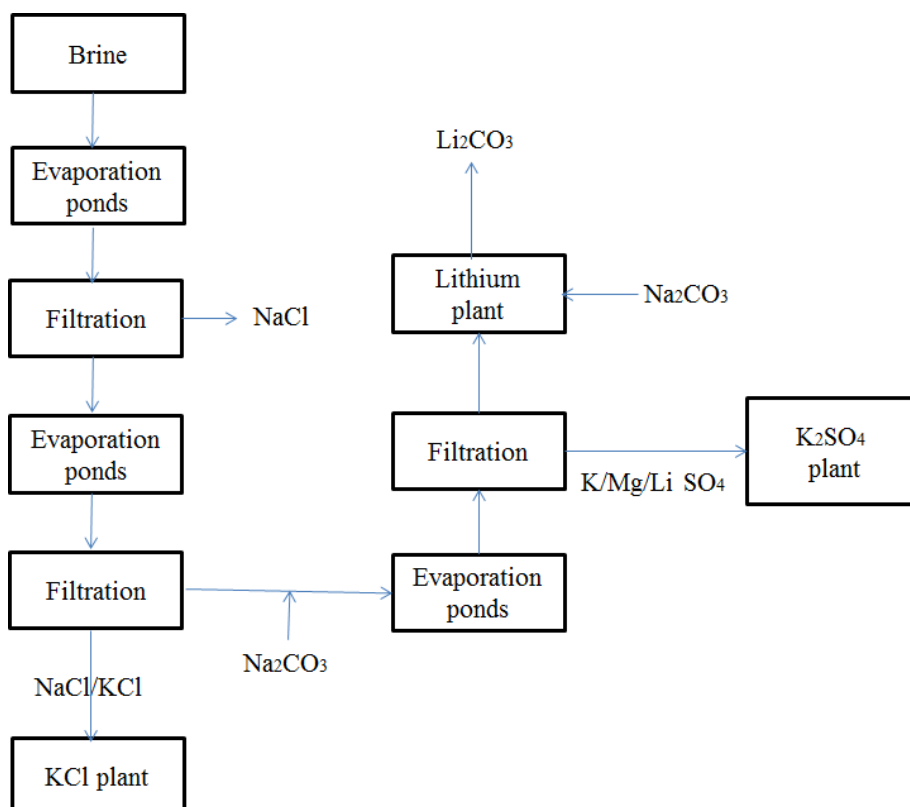 Brine
Evaporation
ponds
Filtration
NaCl
Evaporation
ponds
Filtration
NaCl/KCl
KCl plant
Na₂CO₃
Evaporation
ponds
Filtration
K/Mg/Li SO₄
K₂SO₄
plant
Lithium
plant
Na₂CO₃
Li₂CO₃